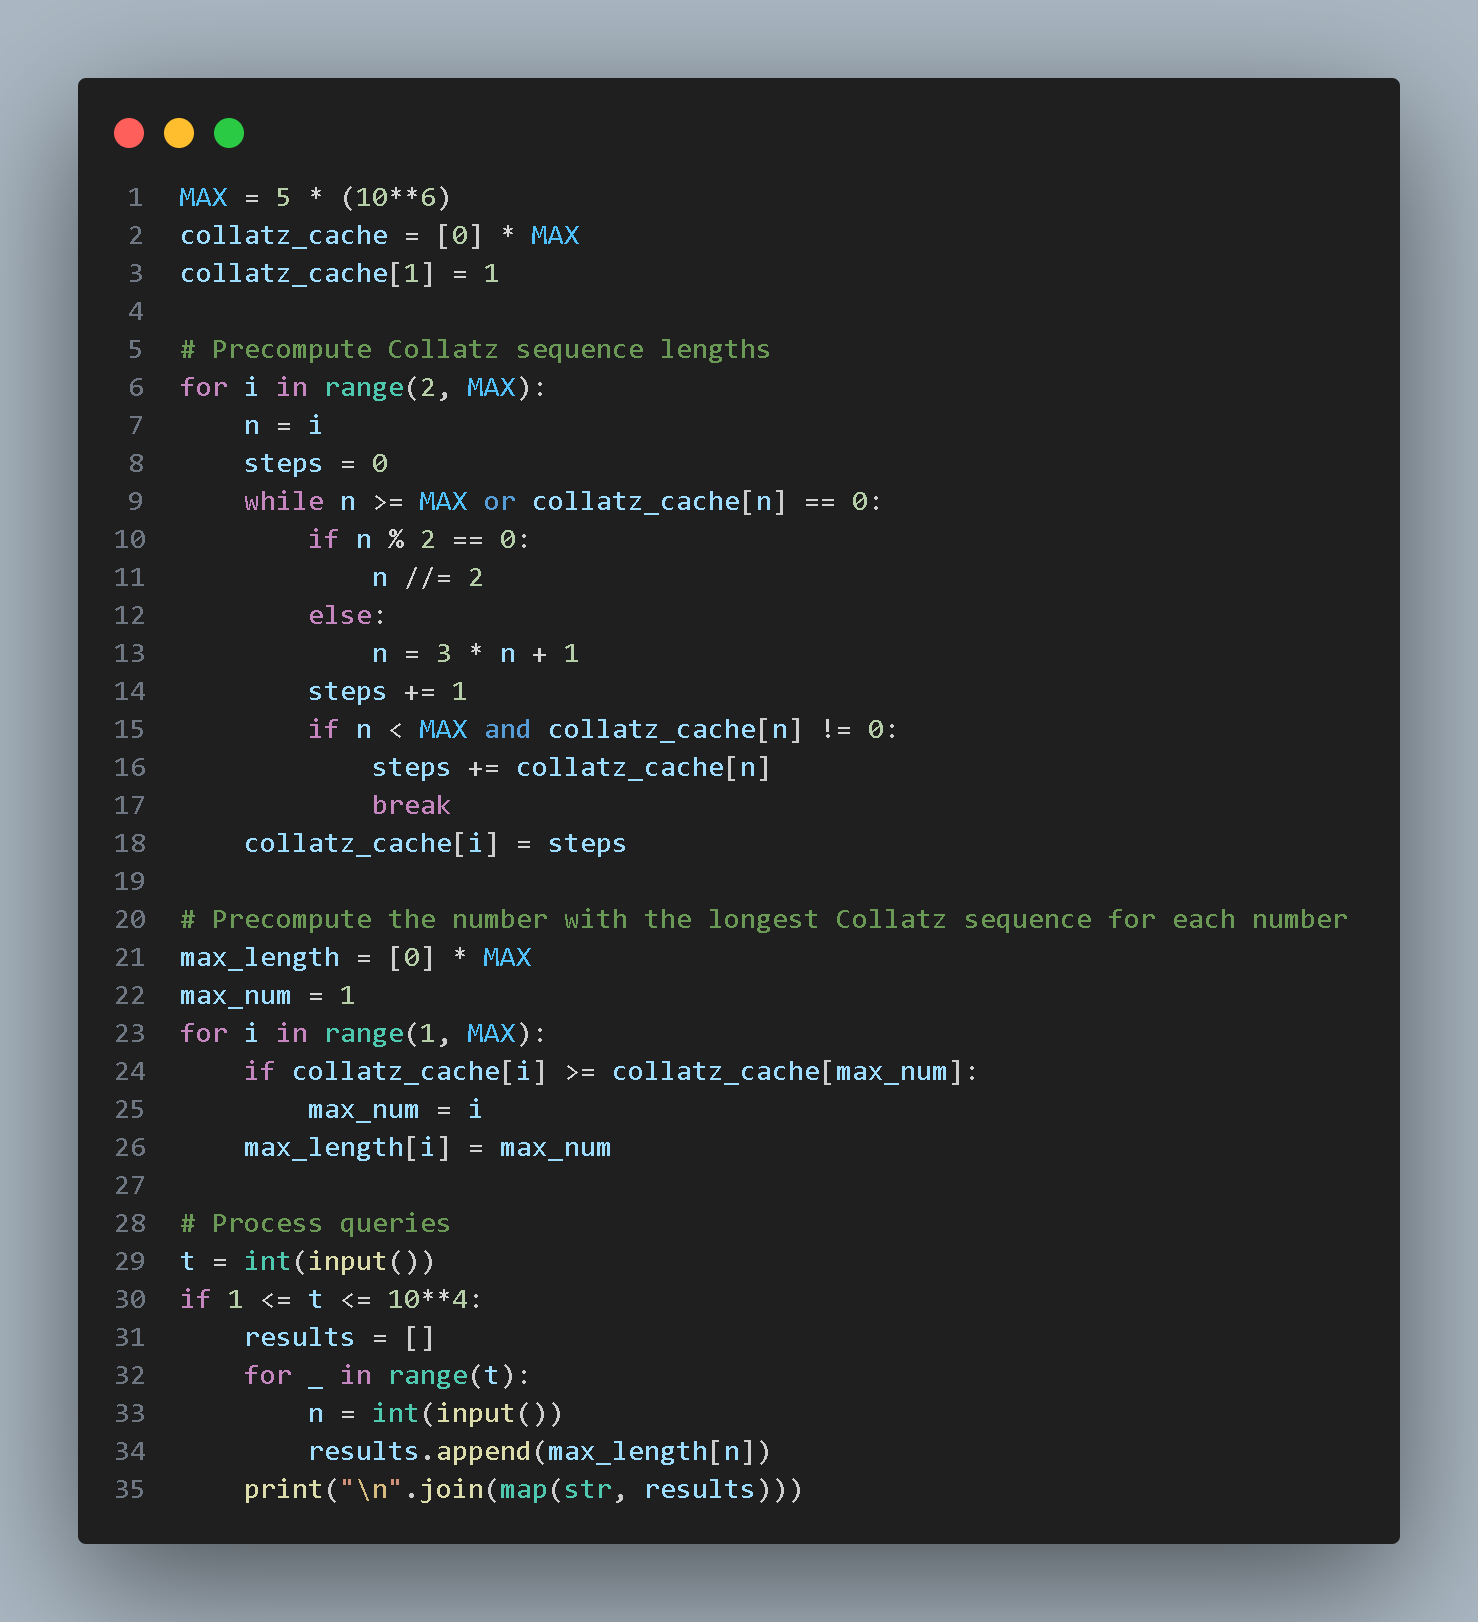 1 MAX = 5 * (10**6)
2 collatz_cache = [0] * MAX
3 collatz_cache[1] = 1
4
5 # Precompute Collatz sequence lengths
6 for i in range(2, MAX):
7     n = i
8     steps = 0
9     while n >= MAX or collatz_cache[n] == 0:
10         if n % 2 == 0:
11             n //= 2
12         else:
13             n = 3 * n + 1
14         steps += 1
15         if n < MAX and collatz_cache[n] != 0:
16             steps += collatz_cache[n]
17             break
18     collatz_cache[i] = steps
19
20 # Precompute the number with the longest Collatz sequence for each number
21 max_length = [0] * MAX
22 max_num = 1
23 for i in range(1, MAX):
24     if collatz_cache[i] >= collatz_cache[max_num]:
25         max_num = i
26     max_length[i] = max_num
27
28 # Process queries
29 t = int(input())
30 if 1 <= t <= 10**4:
31     results = []
32     for _ in range(t):
33         n = int(input())
34         results.append(max_length[n])
35     print("\n".join(map(str, results)))